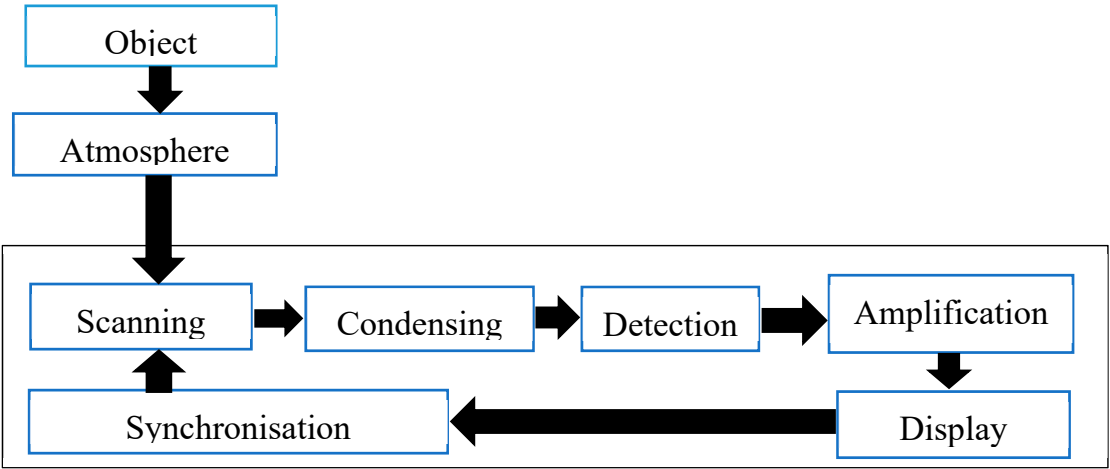 Object
Atmosphere
Scanning
Condensing
Detection
Amplification
Synchronisation
Display